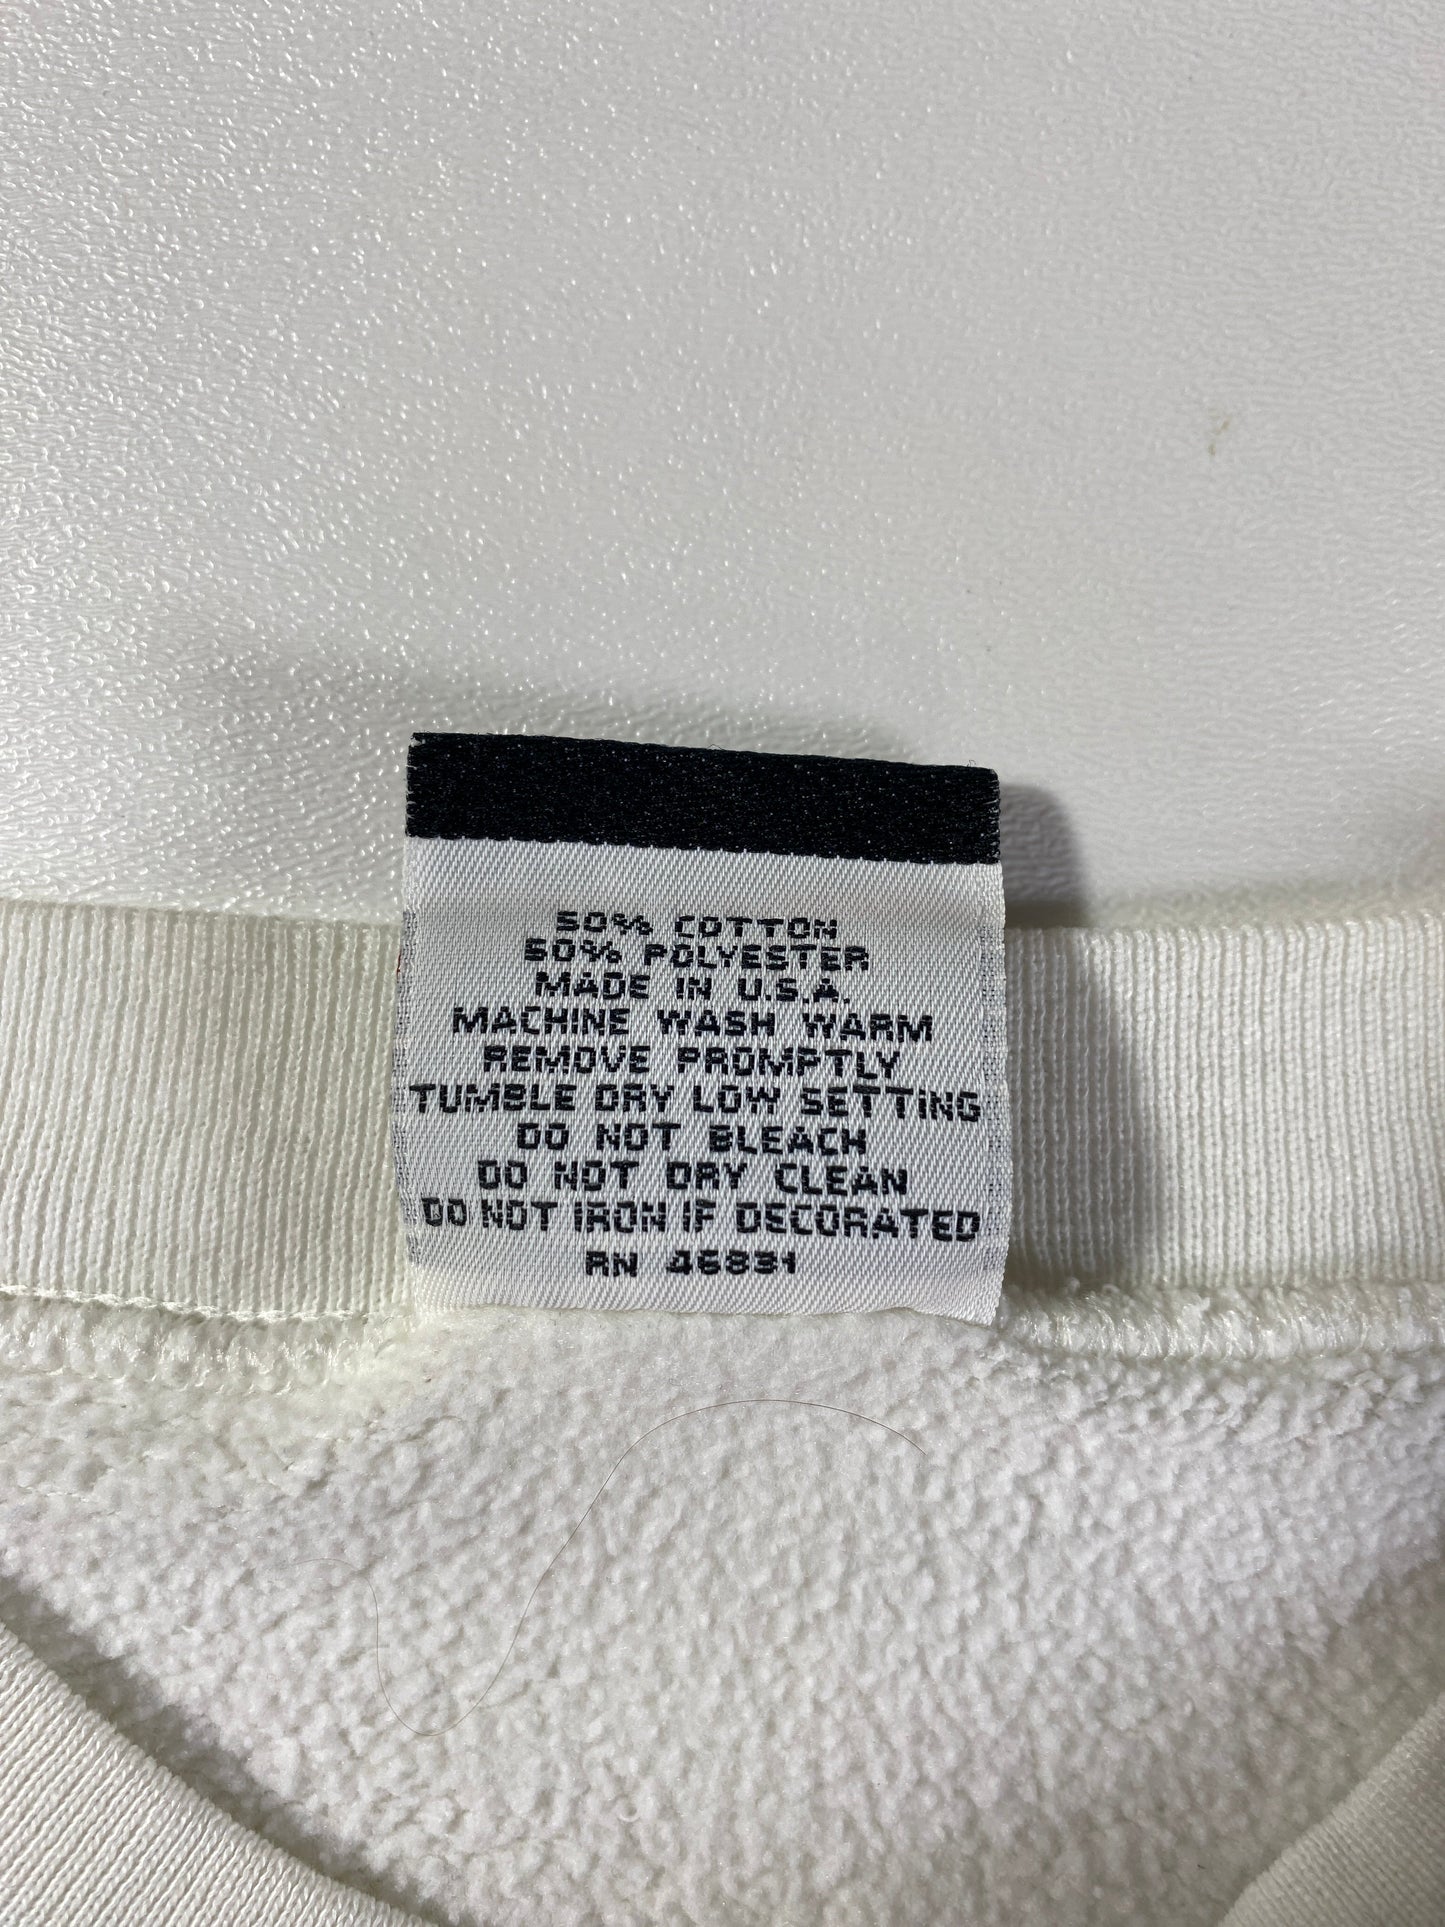 50% COTTON
50% POLYESTER
MADE IN U.S.A.
MACHINE WASH WARM
REMOVE PROMPTLY
TUMBLE DRY LOW SETTING
DO NOT BLEACH
DO NOT DRY CLEAN
DO NOT IRON IF DECORATED
RN 46831